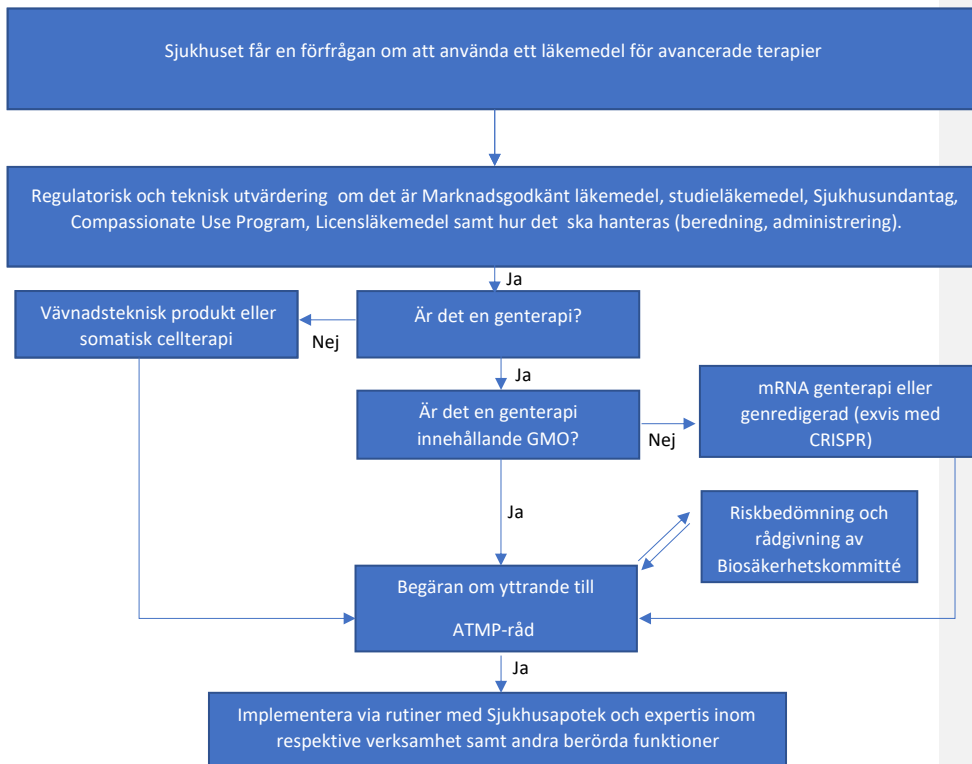 Sjukhuset får en förfrågan om att använda ett läkemedel för avancerade terapier
Regulatorisk och teknisk utvärdering om det är Marknadsgodkänt läkemedel, studieläkemedel, Sjukhusundantag,
Compassionate Use Program, Licensläkemedel samt hur det ska hanteras (beredning, administrering).
Ja
Är det en genterapi?
Nej
Vävnadsteknisk produkt eller
somatisk cellterapi
Ja
Är det en genterapi
innehållande GMO?
Nej
mRNA genterapi eller
genredigerad (exvis med
CRISPR)
Ja
Riskbedömning och
rådgivning av
Biosäkerhetskommitté
Begäran om yttrande till
ATMP-råd
Ja
Implementera via rutiner med Sjukhusapotek och expertis inom
respektive verksamhet samt andra berörda funktioner